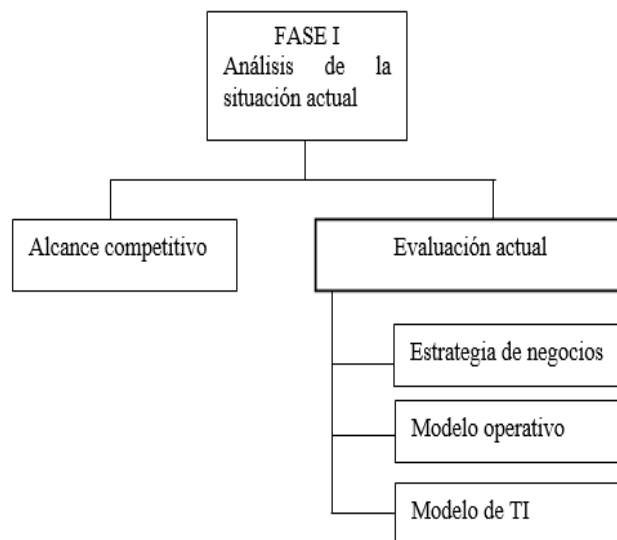 FASE I
Análisis de la
situación actual
Alcance competitivo
Evaluación actual
Estrategia de negocios
Modelo operativo
Modelo de TI